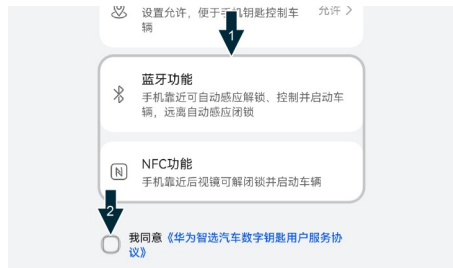 设置允许，便于手机钥匙控制车
允许 >
辆
1
蓝牙功能
手机靠近可自动感应解锁、控制并启动车
辆，远离自动感应闭锁
N
NFC功能
手机靠近后视镜可解闭锁并启动车辆
2
我同意《华为智选汽车数字钥匙用户服务协
议》